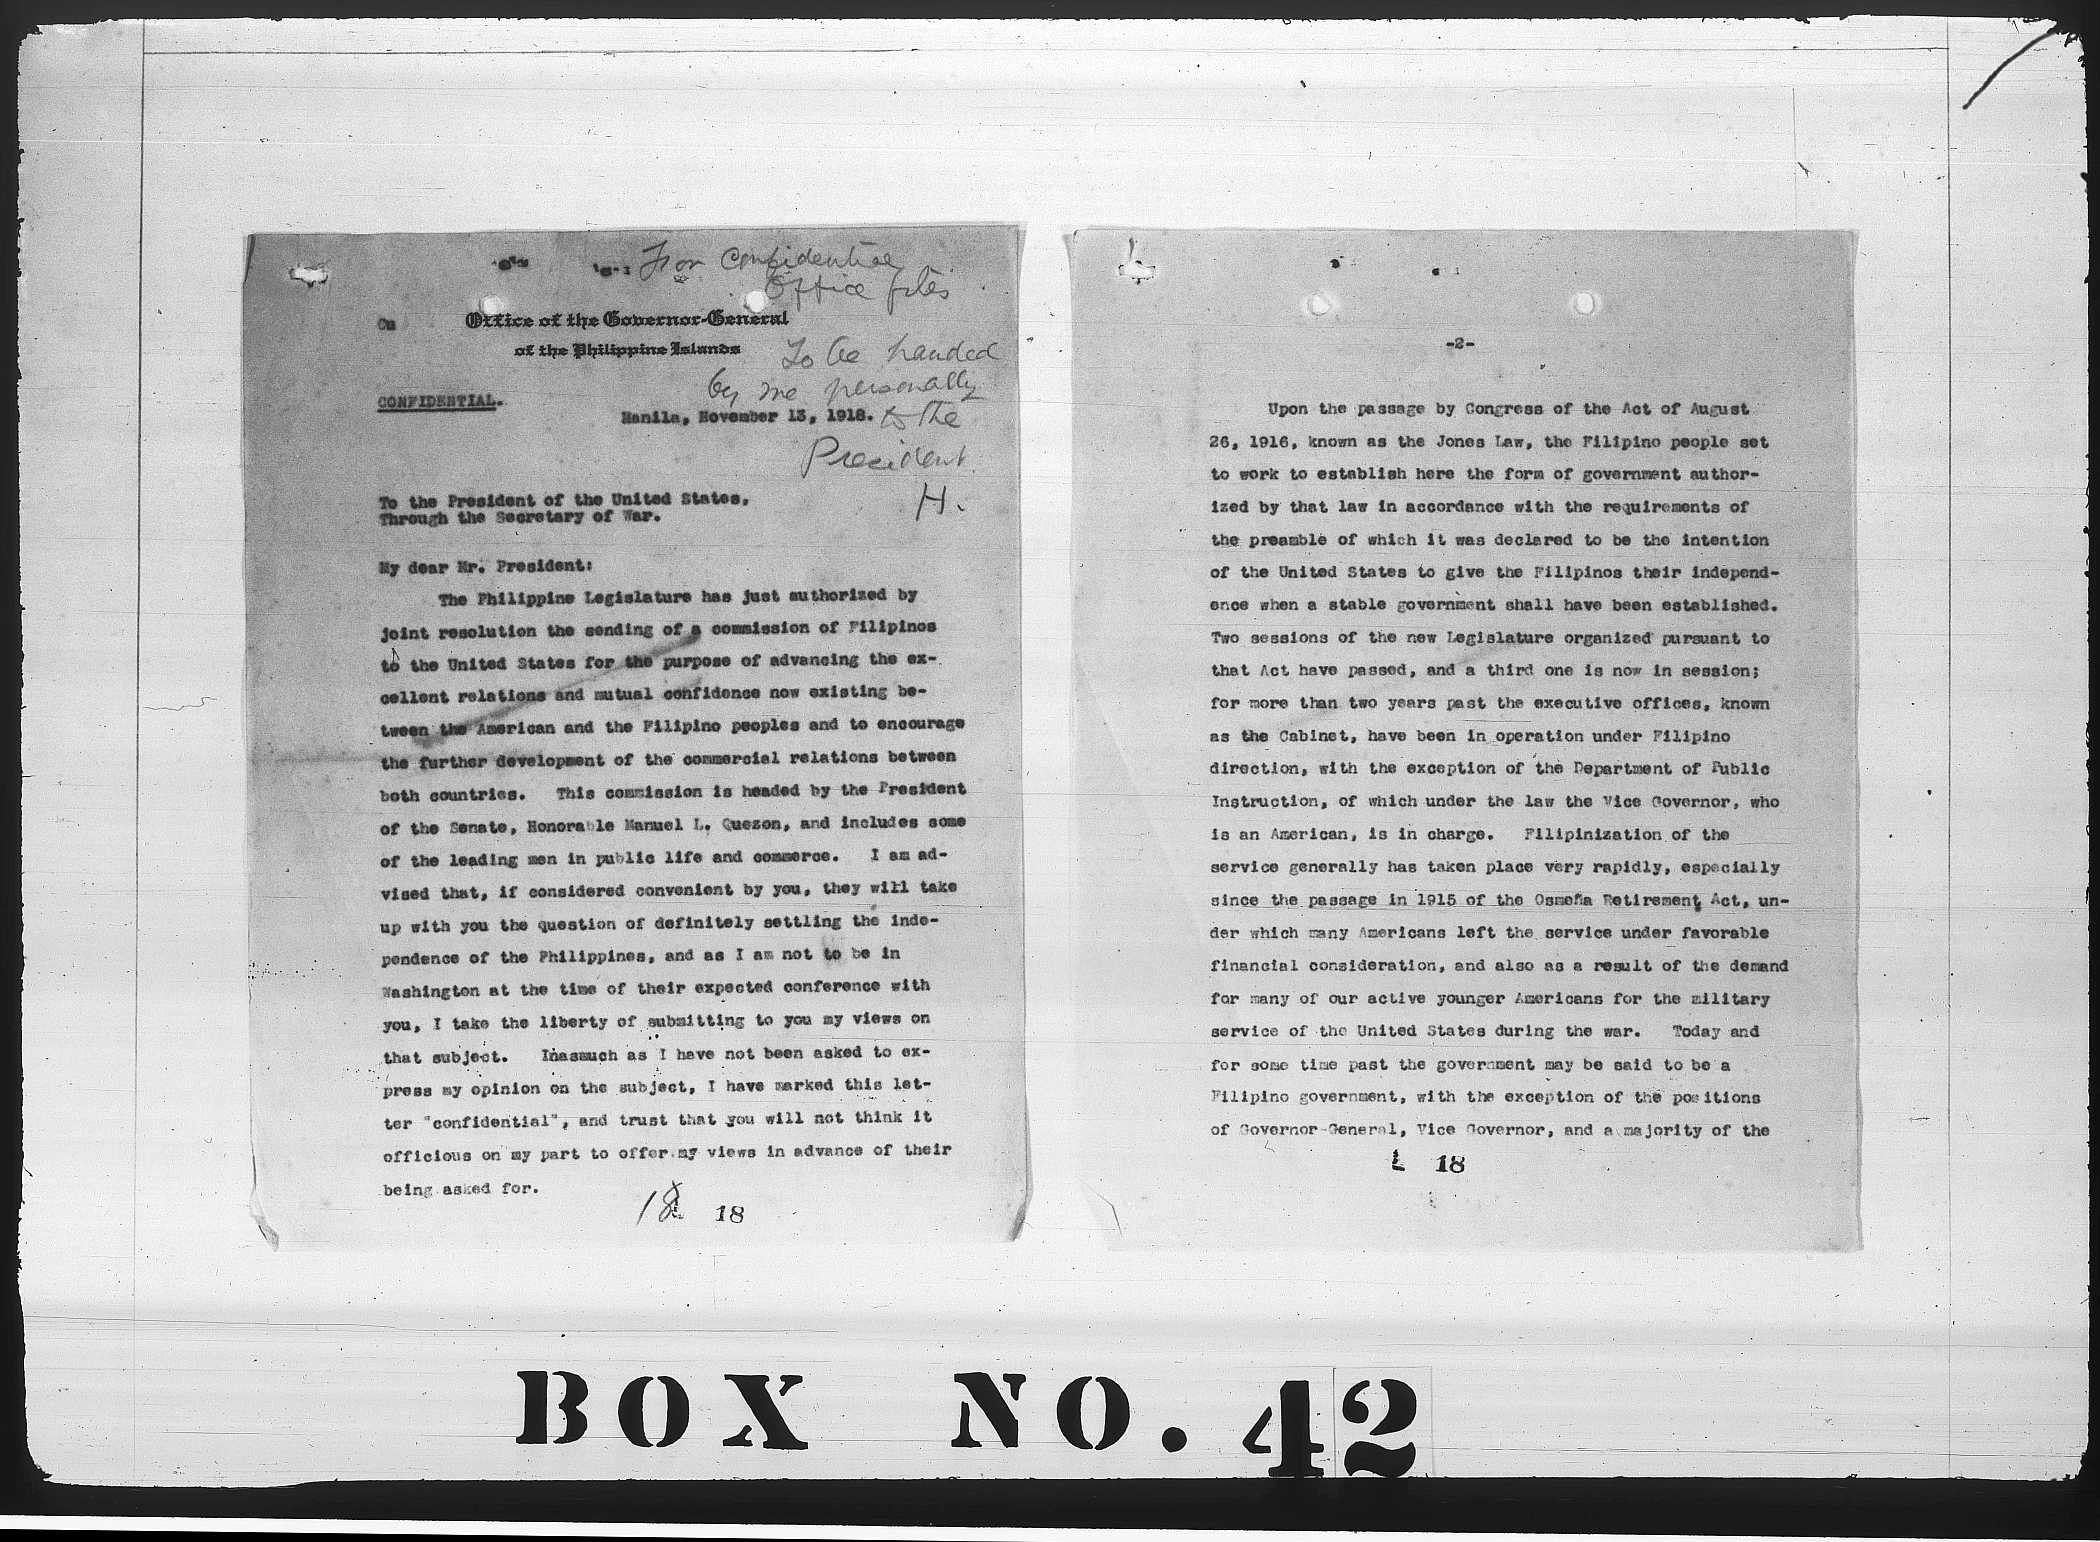 For Confidential
Office files
Cu
Office of the Governor-General
of the Philippine Islands
To be handed
by me personally
to the
President.
H.
CONFIDENTIAL.
Manila, November 13, 1918.
To the President of the United States,
Through the Secretary of War.
My dear Mr. President:
The Philippine Legislature has just authorized by
joint resolution the sending of a commission of Filipinos
to the United States for the purpose of advancing the ex-
cellent relations and mutual confidence now existing be-
tween the American and the Filipino peoples and to encourage
the further development of the commercial relations between
both countries. This commission is headed by the President
of the Senate, Honorable Manuel L. Quezon, and includes some
of the leading men in public life and commerce. I am ad-
vised that, if considered convenient by you, they will take
up with you the question of definitely settling the inde-
pendence of the Philippines, and as I am not to be in
Washington at the time of their expected conference with
you, I take the liberty of submitting to you my views on
that subject. Inasmuch as I have not been asked to ex-
press my opinion on the subject, I have marked this let-
ter "confidential", and trust that you will not think it
officious on my part to offer my views in advance of their
being asked for.
18 18
-2-
Upon the passage by Congress of the Act of August
26, 1916, known as the Jones Law, the Filipino people set
to work to establish here the form of government author-
ized by that law in accordance with the requirements of
the preamble of which it was declared to be the intention
of the United States to give the Filipinos their independ-
ence when a stable government shall have been established.
Two sessions of the new Legislature organized pursuant to
that Act have passed, and a third one is now in session;
for more than two years past the executive offices, known
as the Cabinet, have been in operation under Filipino
direction, with the exception of the Department of Public
Instruction, of which under the law the Vice Governor, who
is an American, is in charge. Filipinization of the
service generally has taken place very rapidly, especially
since the passage in 1915 of the Osmeña Retirement Act, un-
der which many Americans left the service under favorable
financial consideration, and also as a result of the demand
for many of our active younger Americans for the military
service of the United States during the war. Today and
for some time past the government may be said to be a
Filipino government, with the exception of the positions
of Governor-General, Vice Governor, and a majority of the
18
BOX NO. 42